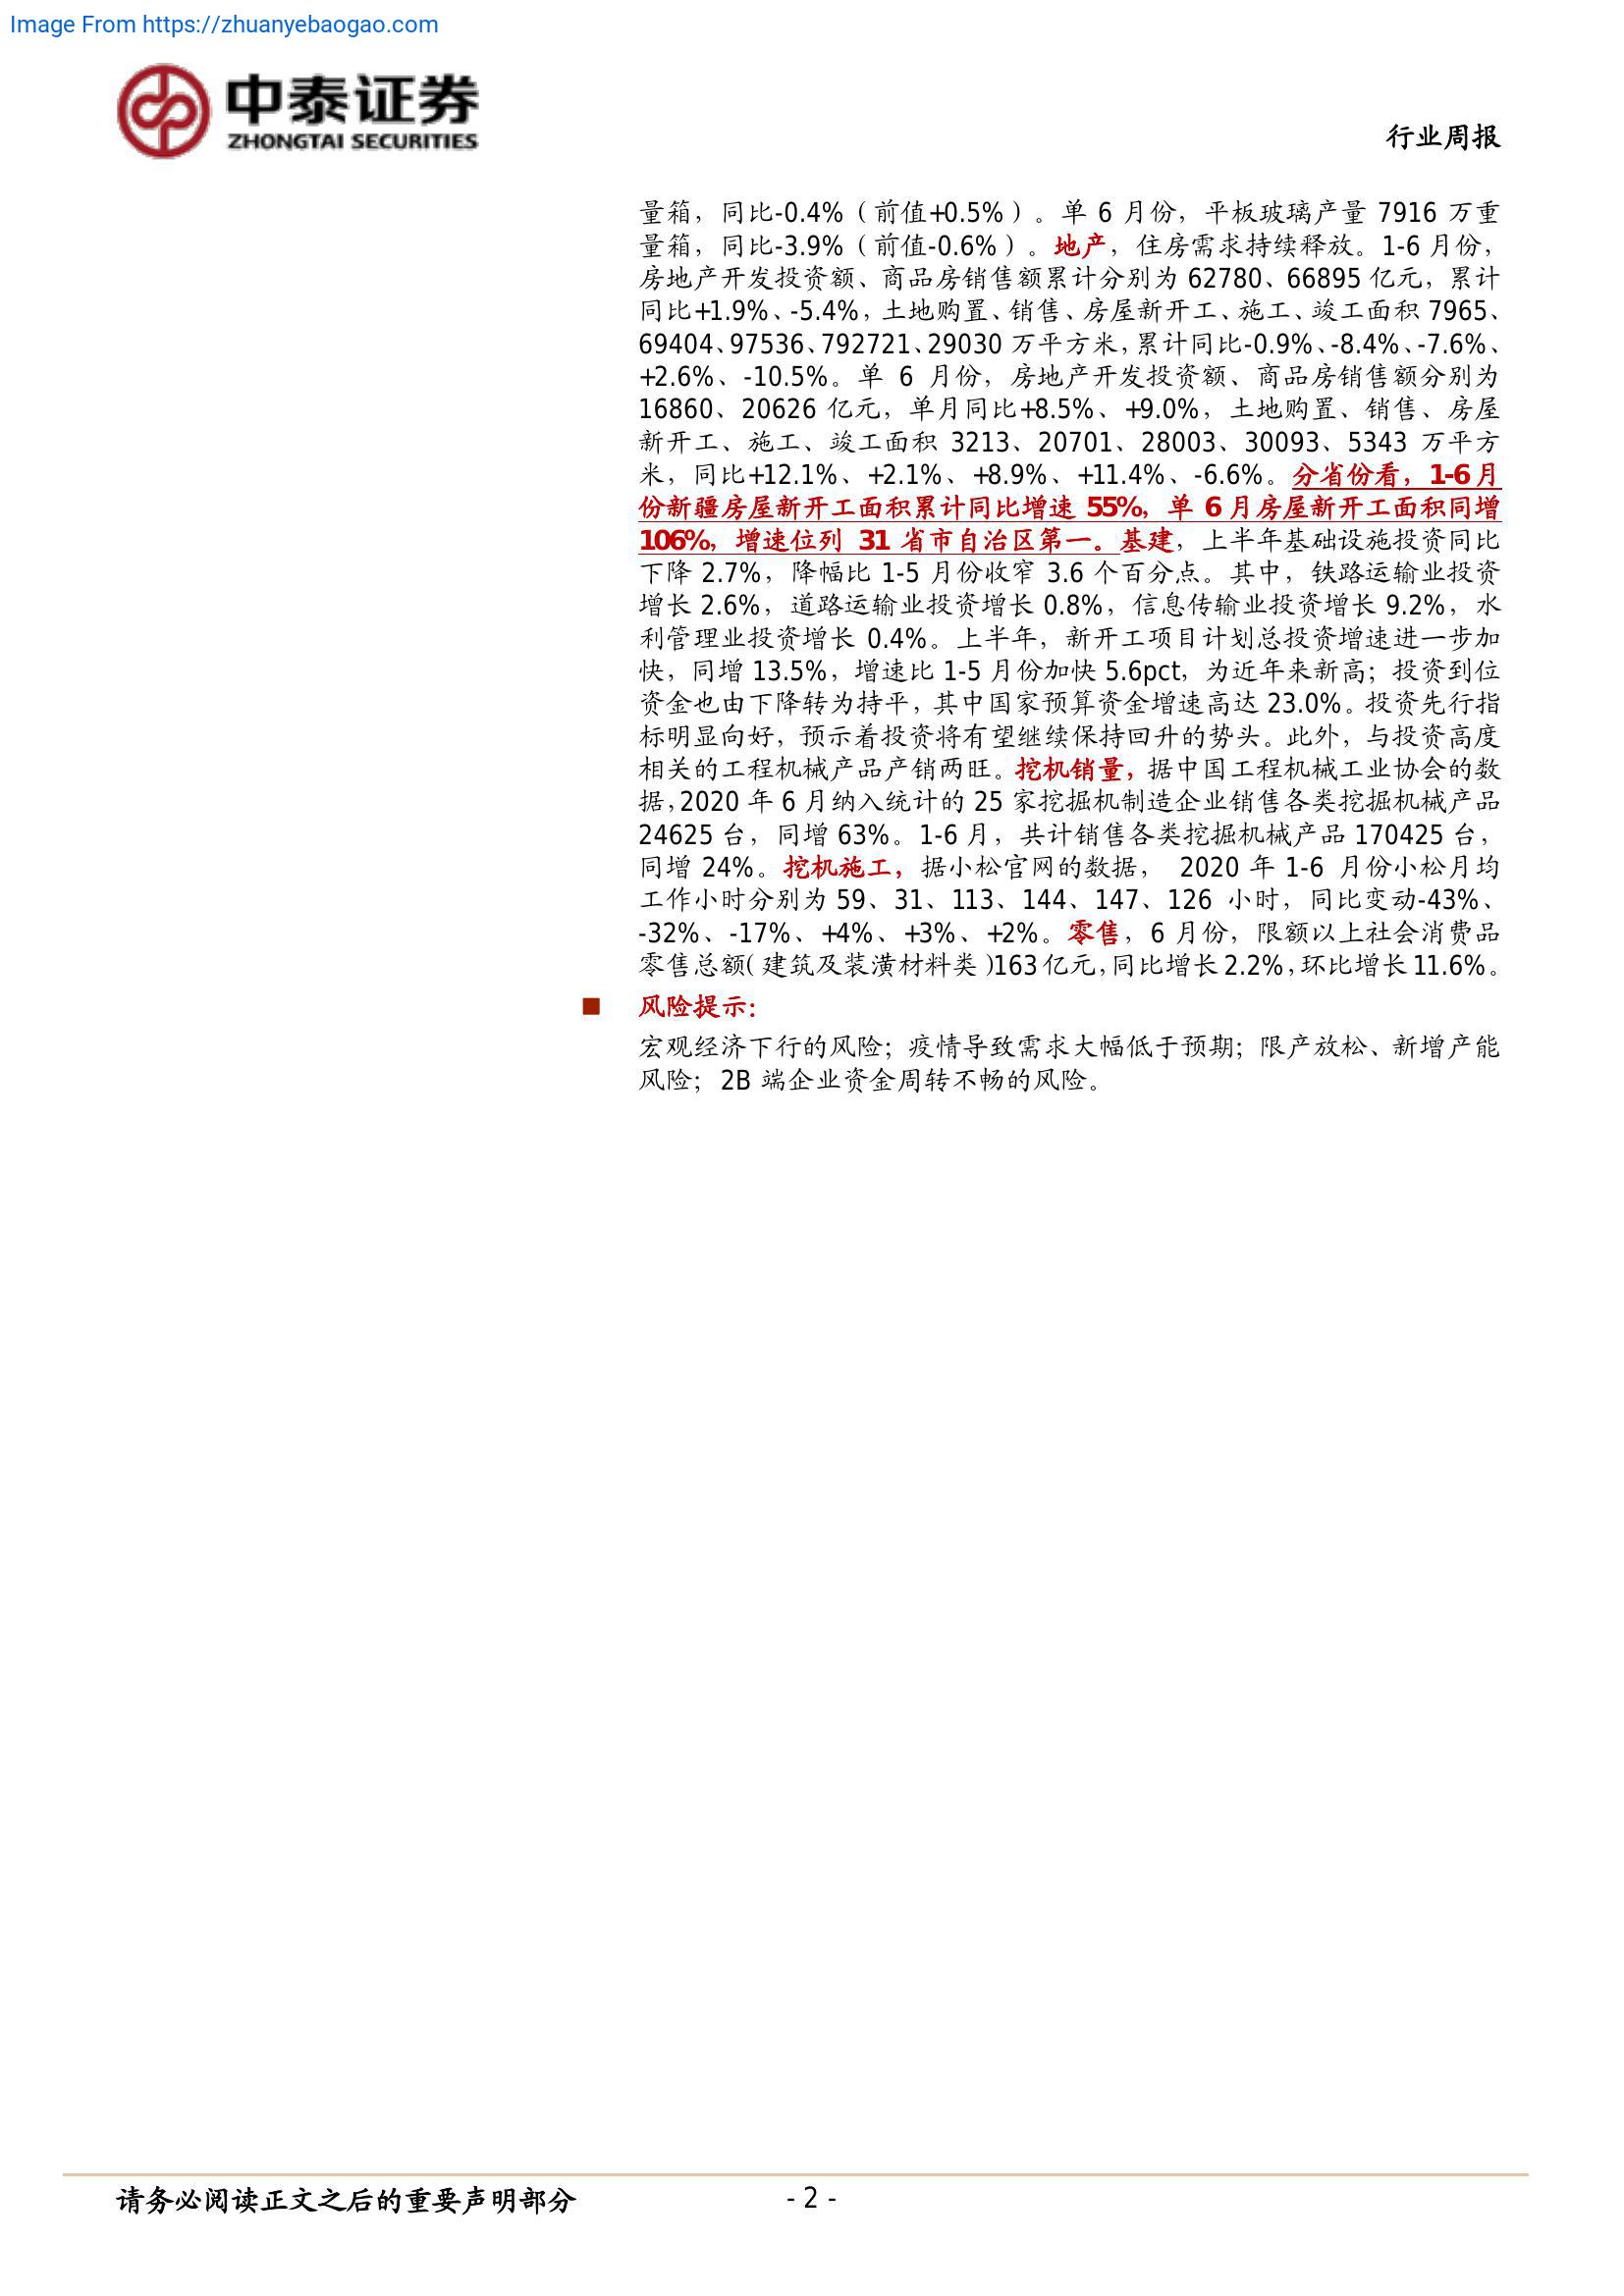 Image From https://zhuanyebaogao.com
中泰证券
ZHONGTAI SECURITIES
行业周报
量箱，同比-0.4%（前值+0.5%）。单 6 月份，平板玻璃产量 7916 万重
量箱，同比-3.9%（前值-0.6%）。地产，住房需求持续释放。1-6 月份，
房地产开发投资额、商品房销售额累计分别为 62780、66895 亿元，累计
同比+1.9%、-5.4%，土地购置、销售、房屋新开工、施工、竣工面积 7965、
69404、97536、792721、29030 万平方米，累计同比-0.9%、-8.4%、-7.6%、
+2.6%、-10.5%。单 6 月份，房地产开发投资额、商品房销售额分别为
16860、20626 亿元，单月同比+8.5%、+9.0%，土地购置、销售、房屋
新开工、施工、竣工面积 3213、20701、28003、30093、5343 万平方
米，同比+12.1%、+2.1%、+8.9%、+11.4%、-6.6%。分省份看，1-6 月
份新疆房屋新开工面积累计同比增速 55%，单 6 月房屋新开工面积同增
106%，增速位列 31 省市自治区第一。基建，上半年基础设施投资同比
下降 2.7%，降幅比 1-5 月份收窄 3.6 个百分点。其中，铁路运输业投资
增长 2.6%，道路运输业投资增长 0.8%，信息传输业投资增长 9.2%，水
利管理业投资增长 0.4%。上半年，新开工项目计划总投资增速进一步加
快，同增 13.5%，增速比 1-5 月份加快 5.6pct，为近年来新高；投资到位
资金也由下降转为持平，其中国家预算资金增速高达 23.0%。投资先行指
标明显向好，预示着投资将有望继续保持回升的势头。此外，与投资高度
相关的工程机械产品产销两旺。挖机销量，据中国工程机械工业协会的数
据，2020 年 6 月纳入统计的 25 家挖掘机制造企业销售各类挖掘机械产品
24625 台，同增 63%。1-6 月，共计销售各类挖掘机械产品 170425 台，
同增 24%。挖机施工，据小松官网的数据， 2020 年 1-6 月份小松月均
工作小时分别为 59、31、113、144、147、126 小时，同比变动-43%、
-32%、-17%、+4%、+3%、+2%。零售，6 月份，限额以上社会消费品
零售总额（建筑及装潢材料类）163 亿元，同比增长 2.2%，环比增长 11.6%。
■ 风险提示：
宏观经济下行的风险；疫情导致需求大幅低于预期；限产放松、新增产能
风险；2B 端企业资金周转不畅的风险。
请务必阅读正文之后的重要声明部分
- 2 -